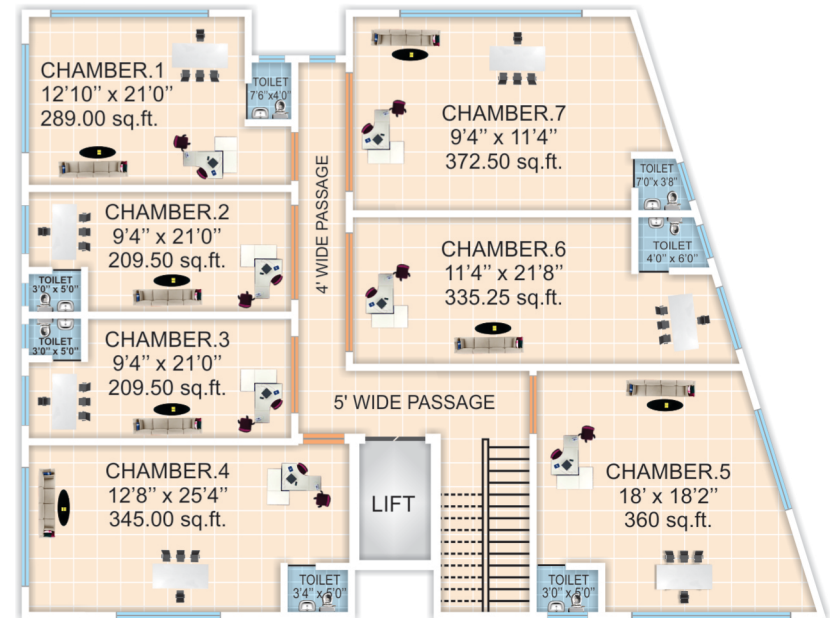 CHAMBER.1
12'10" x 21'0"
289.00 sq.ft.
TOILET
7'6"x4'0"
4' WIDE PASSAGE
CHAMBER.7
9'4" x 11'4"
372.50 sq.ft.
TOILET
7'0"x 3'8"
CHAMBER.2
9'4" x 21'0"
209.50 sq.ft.
TOILET
3'0" x 5'0"
CHAMBER.6
11'4" x 21'8"
335.25 sq.ft.
TOILET
4'0" x 6'0"
TOILET
3'0" x 5'0"
CHAMBER.3
9'4" x 21'0"
209.50 sq.ft.
5' WIDE PASSAGE
CHAMBER.4
12'8" x 25'4"
345.00 sq.ft.
TOILET
3'4" x 5'0"
LIFT
CHAMBER.5
18' x 18'2"
360 sq.ft.
TOILET
3'0" x 5'0"